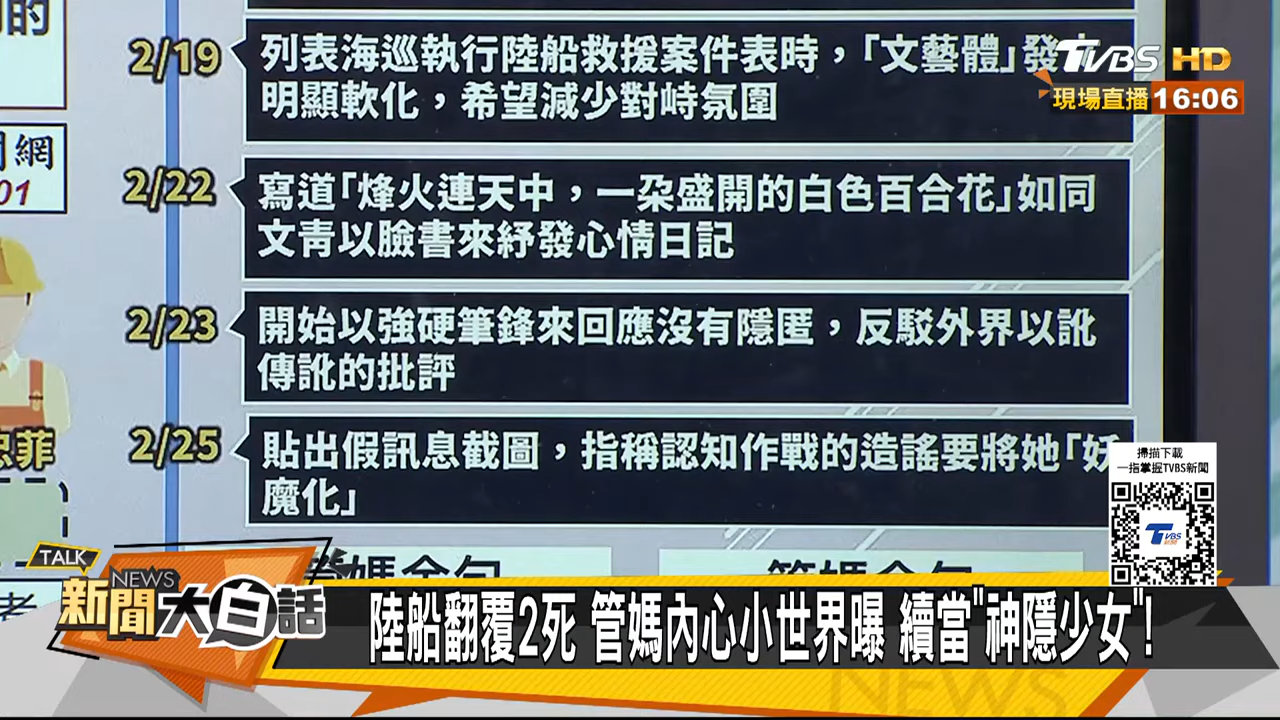 2/19
列表海巡執行陸船救援案件表時，「文藝體」發
明顯軟化，希望減少對峙氛圍
TVBS HD
現場直播 16:06
網
01
2/22
寫道「烽火連天中，一朵盛開的白色百合花」如同
文青以臉書來紓發心情日記
2/23
開始以強硬筆鋒來回應沒有隱匿，反駁外界以訛
傳訛的批評
忠菲
2/25
貼出假訊息截圖，指稱認知作戰的造謠要將她「妖
魔化」
掃描下載
一指掌握TVBS新聞
TVBS
新聞
TALK
NEWS
新聞大白話
陸船翻覆2死 管媽內心小世界曝 續當"神隱少女"!
NEWS